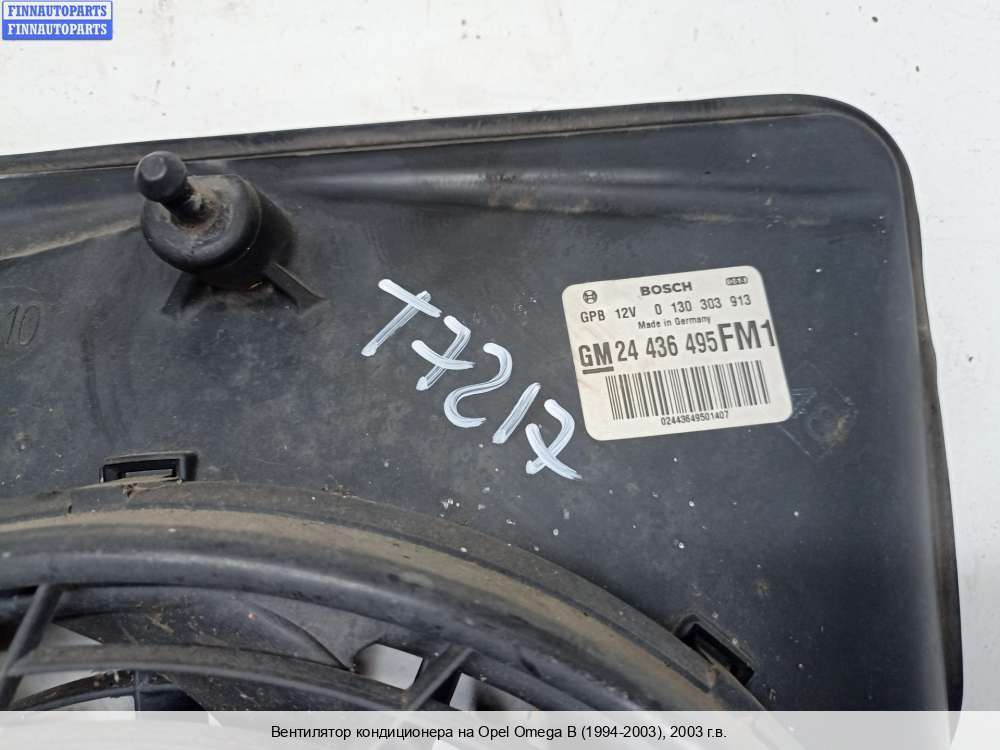 FINNAUTOPARTS
FINNAUTOPARTS
BOSCH
GPB 12V 0 130 303 913
Made in Germany
GM 24 436 495 FM1
02443649501407
T7217
10
Вентилятор кондиционера на Opel Omega B (1994-2003), 2003 г.в.